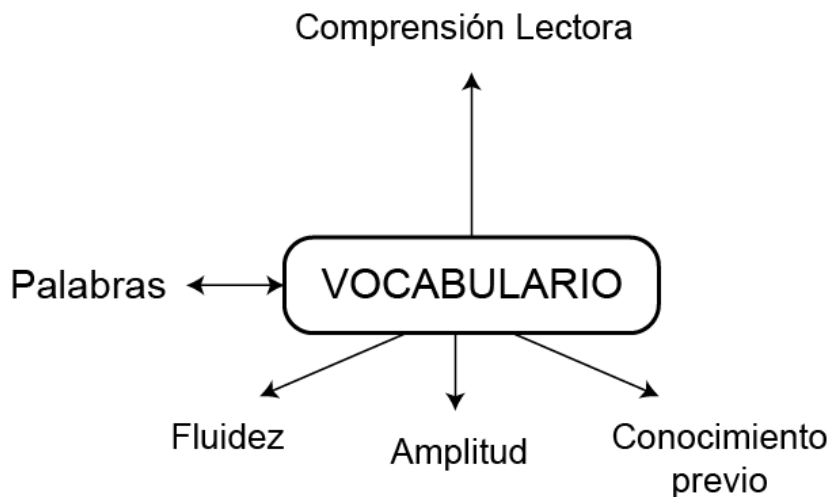 Comprensión Lectora
Palabras
VOCABULARIO
Fluidez
Amplitud
Conocimiento
previo